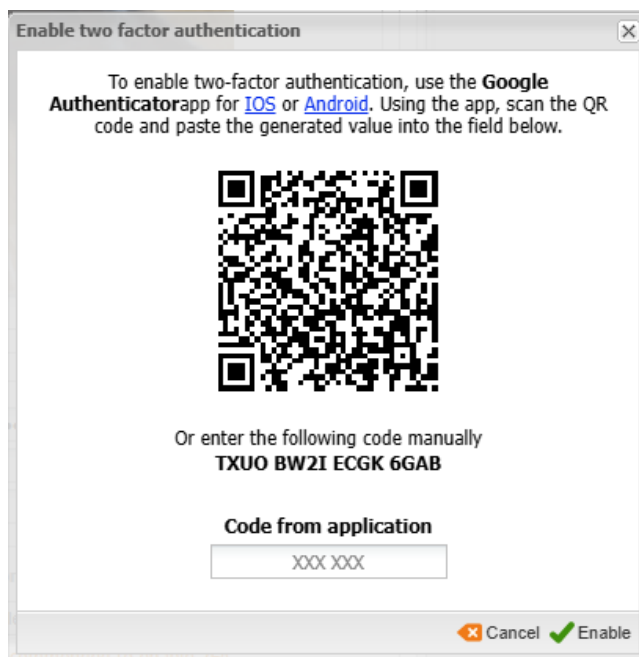 Enable two factor authentication
To enable two-factor authentication, use the Google
Authenticatorapp for IOS or Android. Using the app, scan the QR
code and paste the generated value into the field below.
Or enter the following code manually
TXUO BW2I ECGK 6GAB
Code from application
XXX XXX
Cancel Enable